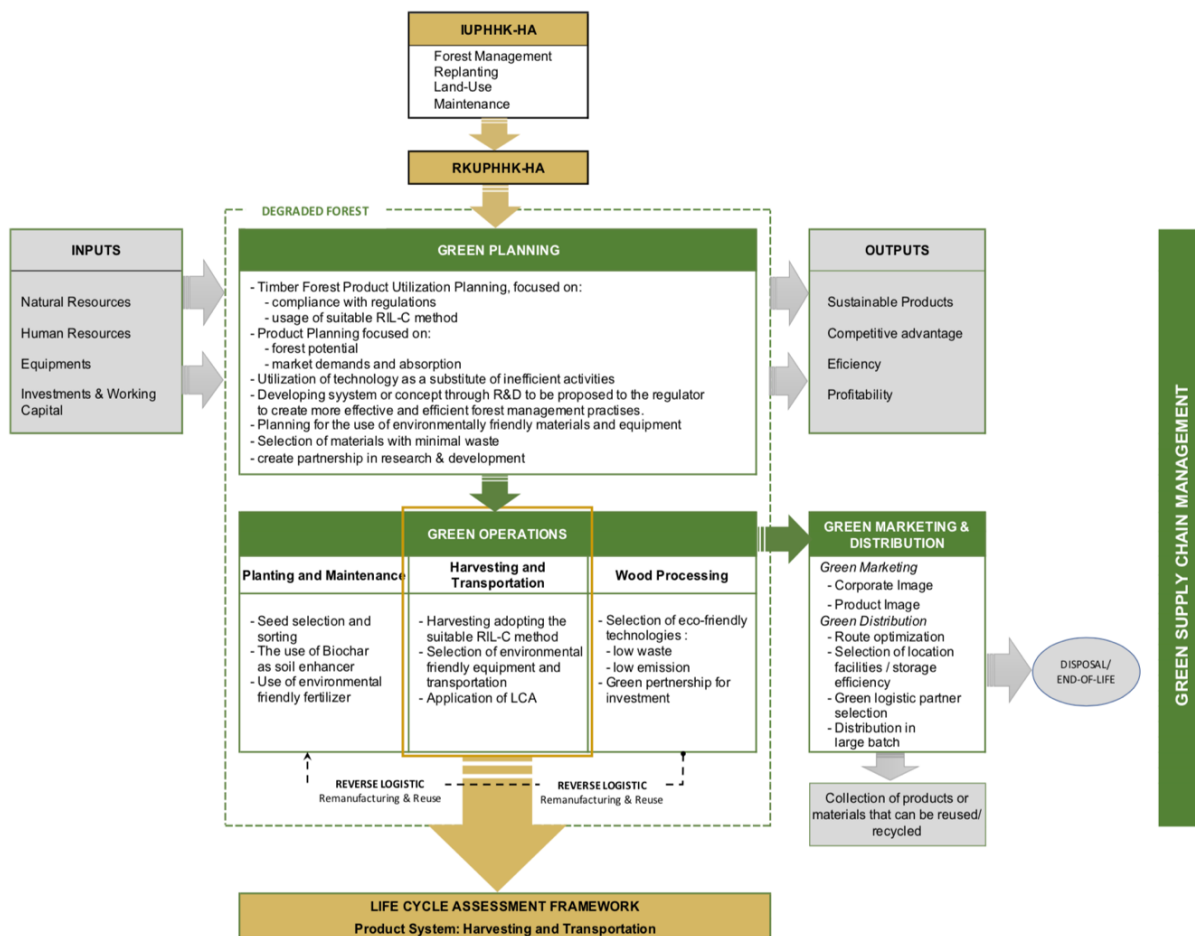 IUPHHK-HA
Forest Management
Replanting
Land-Use
Maintenance
RKUPHHK-HA
DEGRADED FOREST
INPUTS
Natural Resources
Human Resources
Equipments
Investments & Working
Capital
GREEN PLANNING
- Timber Forest Product Utilization Planning, focused on:
- compliance with regulations
- usage of suitable RIL-C method
- Product Planning focused on:
- forest potential
- market demands and absorption
- Utilization of technology as a substitute of inefficient activities
- Developing syystem or concept through R&D to be proposed to the regulator
to create more effective and efficient forest management practises.
- Planning for the use of environmentally friendly materials and equipment
- Selection of materials with minimal waste
- create partnership in research & development
OUTPUTS
Sustainable Products
Competitive advantage
Eficiency
Profitability
GREEN OPERATIONS
Planting and Maintenance
- Seed selection and
sorting
- The use of Biochar
as soil enhancer
- Use of environmental
friendly fertilizer
Harvesting and
Transportation
- Harvesting adopting the
suitable RIL-C method
- Selection of environmental
friendly equipment and
transportation
- Application of LCA
Wood Processing
- Selection of eco-friendly
technologies :
- low waste
- low emission
- Green pertnership for
investment
GREEN MARKETING &
DISTRIBUTION
Green Marketing
- Corporate Image
- Product Image
Green Distribution
- Route optimization
- Selection of location
facilities / storage
efficiency
- Green logistic partner
selection
- Distribution in
large batch
DISPOSAL/
END-OF-LIFE
REVERSE LOGISTIC
Remanufacturing & Reuse
REVERSE LOGISTIC
Remanufacturing & Reuse
Collection of products or
materials that can be reused/
recycled
GREEN SUPPLY CHAIN MANAGEMENT
LIFE CYCLE ASSESSMENT FRAMEWORK
Product System: Harvesting and Transportation